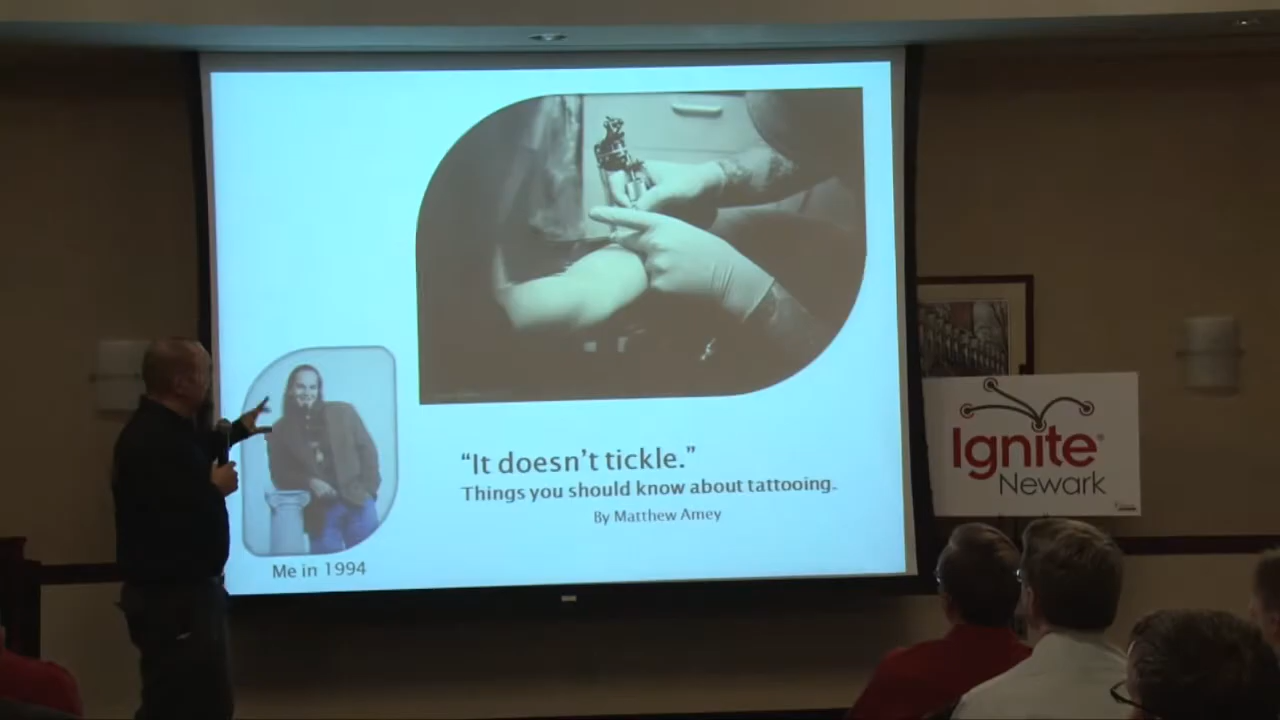 “It doesn’t tickle.”
Things you should know about tattooing.
By Matthew Amey
Me in 1994
Ignite
Newark